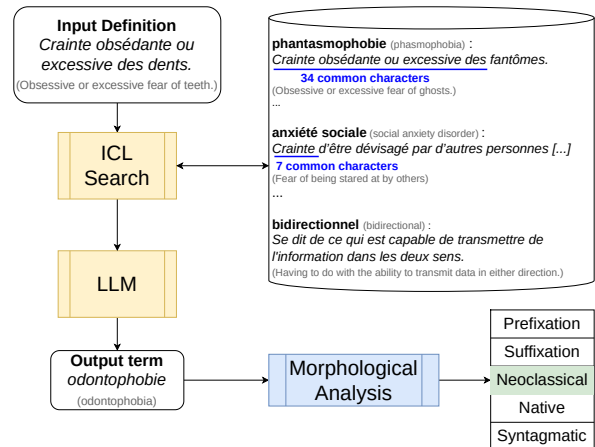 Input Definition
Crainte obsédante ou
excessive des dents.
(Obsessive or excessive fear of teeth.)
ICL
Search
LLM
Output term
odontophobie
(odontophobia)
phantasmophobie (phasmophobia) :
Crainte obsédante ou excessive des fantômes.
34 common characters
(Obsessive or excessive fear of ghosts.)
...
anxiété sociale (social anxiety disorder) :
Crainte d'être dévisagé par d'autres personnes [...]
7 common characters
(Fear of being stared at by others)
...
bidirectionnel (bidirectional) :
Se dit de ce qui est capable de transmettre de
l'information dans les deux sens.
(Having to do with the ability to transmit data in either direction.)
Morphological
Analysis
Prefixation
Suffixation
Neoclassical
Native
Syntagmatic